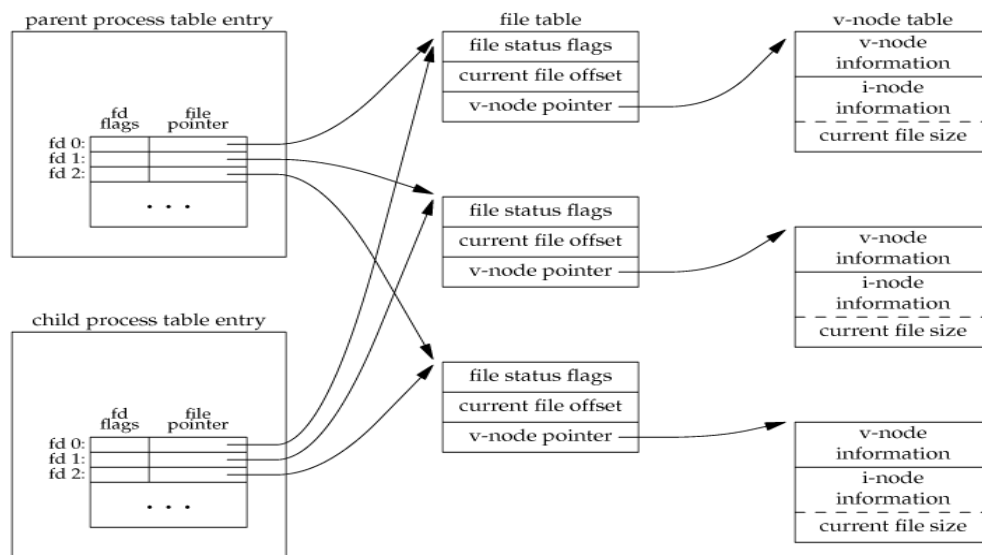 parent process table entry
fd flags
file pointer
fd 0:
fd 1:
fd 2:
...
child process table entry
fd flags
file pointer
fd 0:
fd 1:
fd 2:
...
file table
file status flags
current file offset
v-node pointer
file status flags
current file offset
v-node pointer
file status flags
current file offset
v-node pointer
v-node table
v-node
information
i-node
information
current file size
v-node
information
i-node
information
current file size
v-node
information
i-node
information
current file size